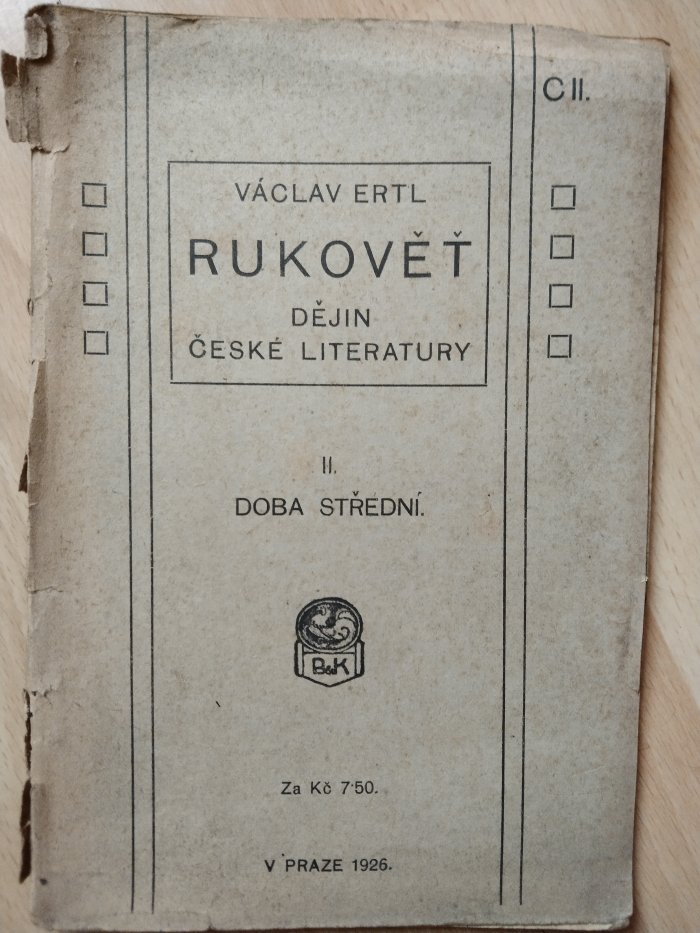 C II.
VÁCLAV ERTL
RUKOVĚŤ
DĚJIN
ČESKÉ LITERATURY
II.
DOBA STŘEDNÍ.
B&K
Za Kč 7·50.
V PRAZE 1926.